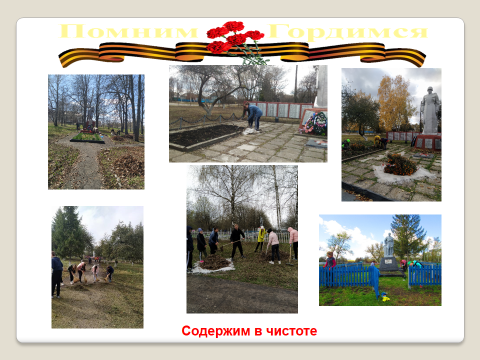 Помним Гордимся
Содержим в чистоте